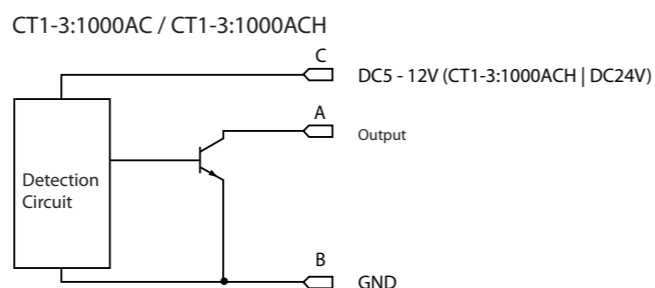 CT1-3:1000AC / CT1-3:1000ACH
C
DC5 - 12V (CT1-3:1000ACH | DC24V)
A
Output
Detection
Circuit
B
GND